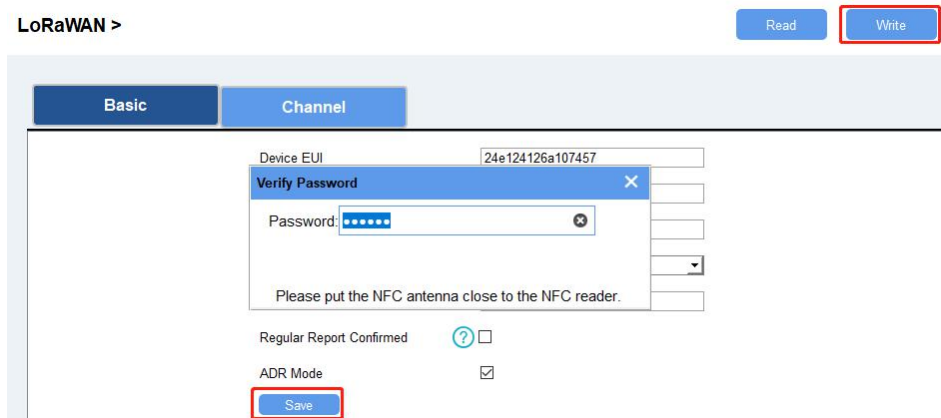 LoRaWAN >
Read
Write
Basic
Channel
Device EUI
24e124126a107457
Verify Password
Password:
Please put the NFC antenna close to the NFC reader.
Regular Report Confirmed
?
ADR Mode
Save